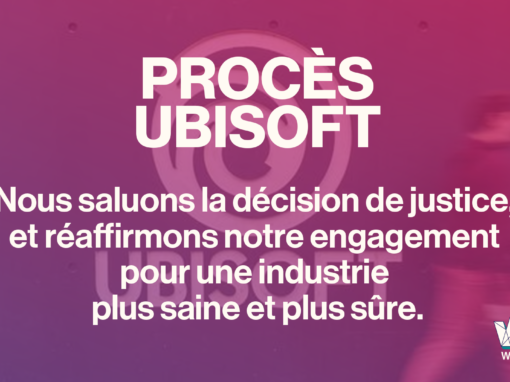 PROCÈS
UBISOFT
Nous saluons la décision de justice,
et réaffirmons notre engagement
pour une industrie
plus saine et plus sûre.
UBISOFT